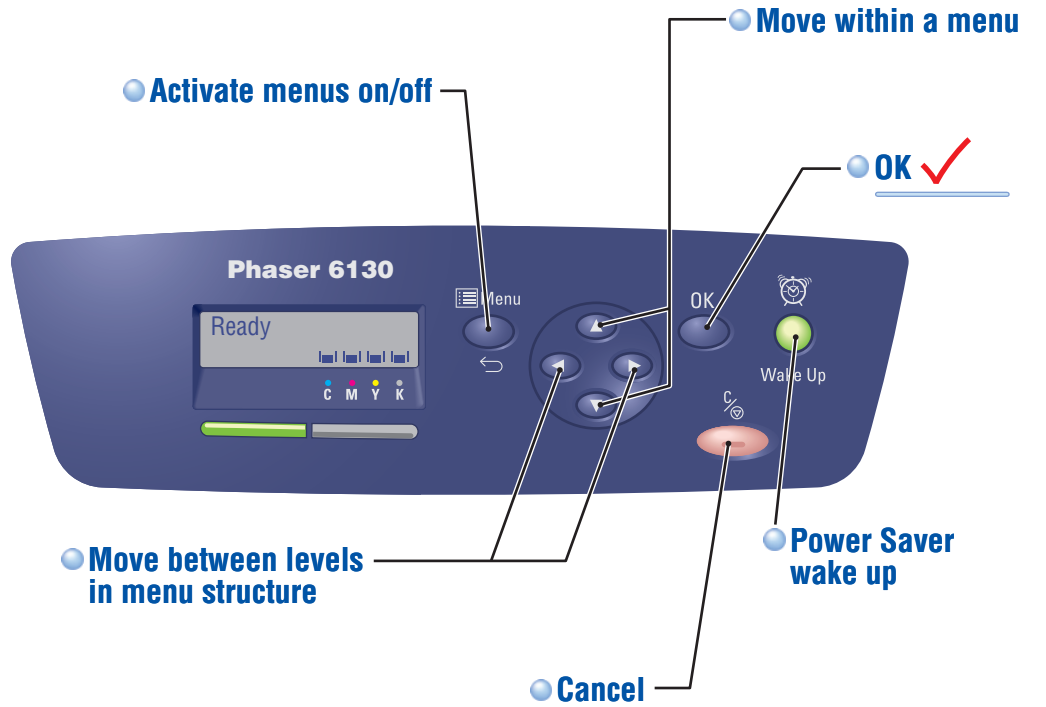 Move within a menu
Activate menus on/off
OK
Phaser 6130
Menu
OK
Ready
Wake Up
C M Y K
C
Move between levels
in menu structure
Power Saver
wake up
Cancel